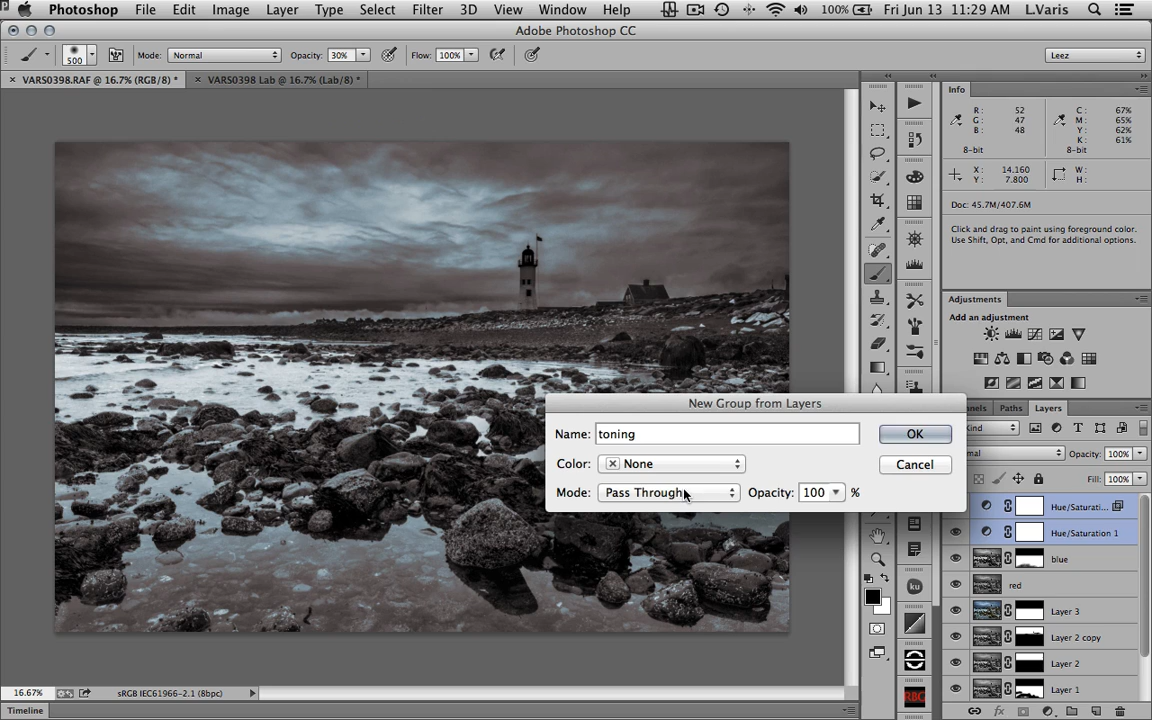 Photoshop File Edit Image Layer Type Select Filter 3D View Window Help 100% Fri Jun 13 11:29 AM L.Varis
Adobe Photoshop CC
500 Mode: Normal Opacity: 30% Flow: 100% Leez
× VARS0398.RAF @ 16.7% (RGB/8) * × VARS0398 Lab @ 16.7% (Lab/8) *
Info
R: 52 C: 67%
G: 47 M: 65%
B: 48 Y: 62%
K: 61%
8-bit 8-bit
X: 14.160 W:
Y: 7.800 H:
Doc: 45.7M/407.6M
Click and drag to paint using foreground color.
Use Shift, Opt, and Cmd for additional options.
Adjustments
Add an adjustment
nels Paths Layers
Kind
mal Opacity: 100%
Fill: 100%
Hue/Saturati...
Hue/Saturation 1
blue
red
Layer 3
Layer 2 copy
Layer 2
Layer 1
New Group from Layers
Name: toning OK
Color: None Cancel
Mode: Pass Through Opacity: 100 %
ku
RBG
16.67% sRGB IEC61966-2.1 (8bpc)
Timeline
fx